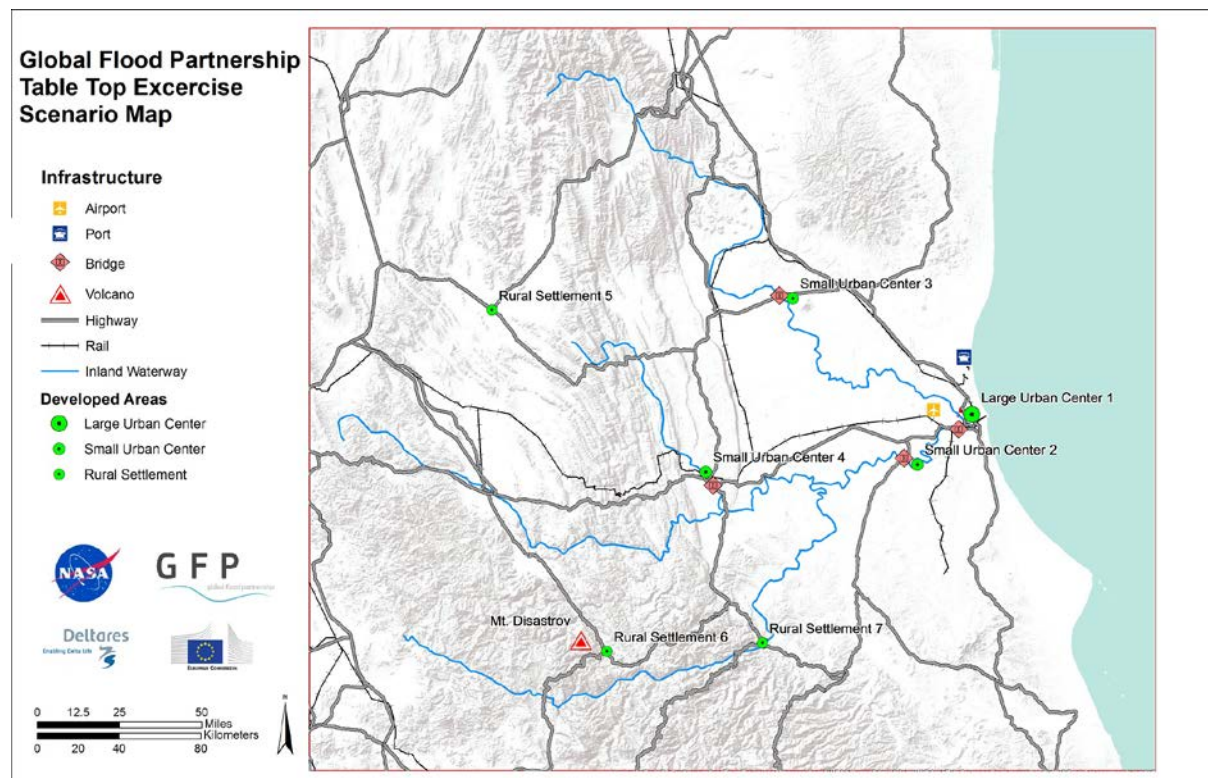 Global Flood Partnership
Table Top Excercise
Scenario Map
Infrastructure
Airport
Port
Bridge
Volcano
Highway
Rail
Inland Waterway
Developed Areas
Large Urban Center
Small Urban Center
Rural Settlement
NASA
GFP
global flood partnership
Deltares
Enabling Delta Life
EUROPEAN COMMISSION
0 12.5 25 50
Miles
Kilometers
0 20 40 80
N
Rural Settlement 5
Small Urban Center 3
Large Urban Center 1
Small Urban Center 4
Small Urban Center 2
Mt. Disastrov
Rural Settlement 6
Rural Settlement 7